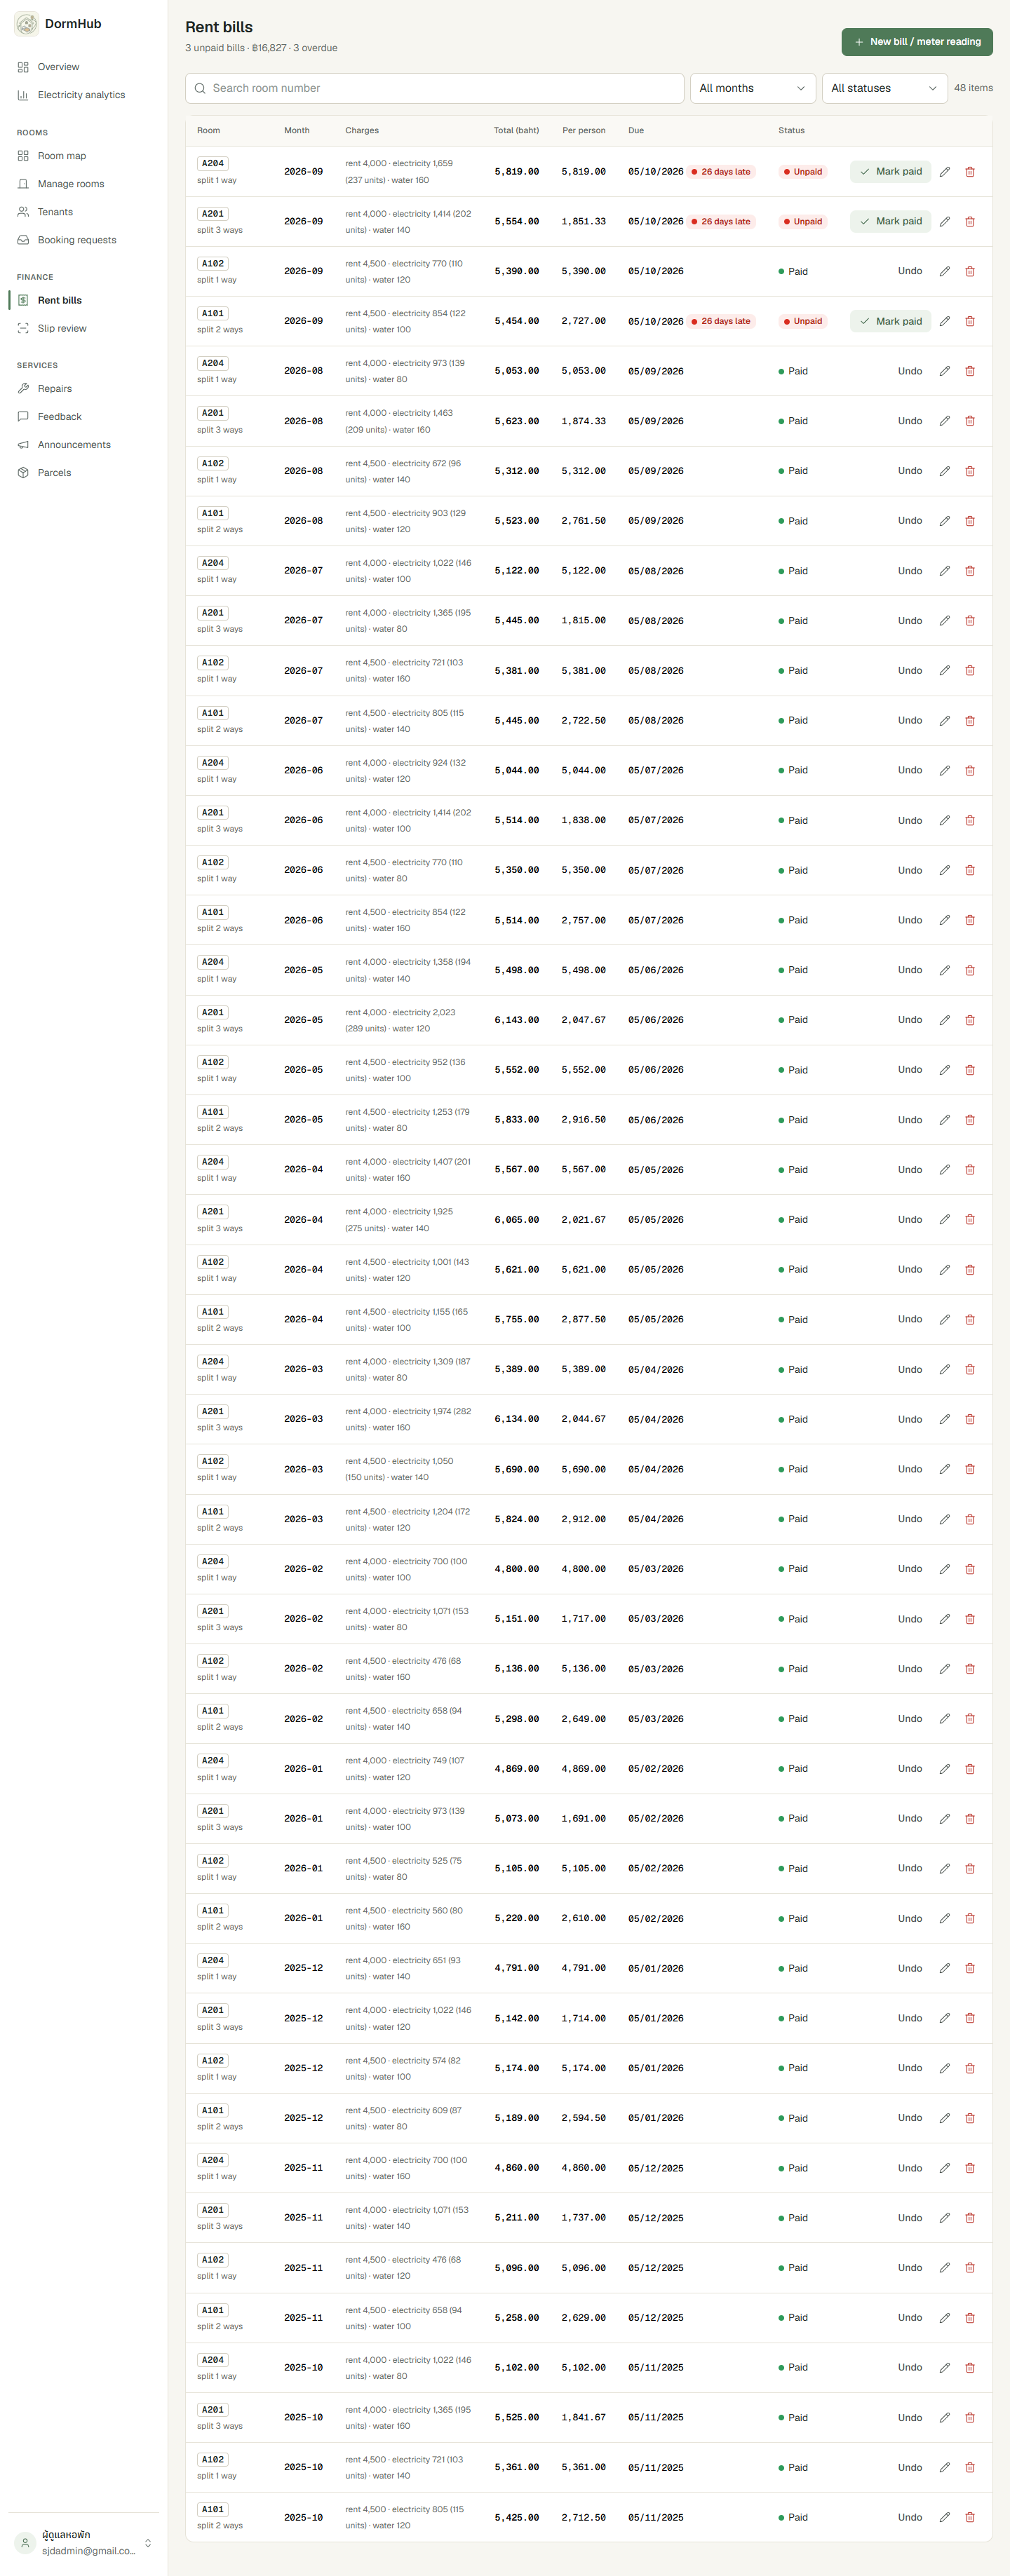 DormHub
Overview
Electricity analytics
ROOMS
Room map
Manage rooms
Tenants
Booking requests
FINANCE
Rent bills
Slip review
SERVICES
Repairs
Feedback
Announcements
Parcels
ผู้ดูแลหอพัก
sjdadmin@gmail.co...
Rent bills
3 unpaid bills · ฿16,827 · 3 overdue
New bill / meter reading
Search room number
All months
All statuses
48 items
Room Month Charges Total (baht) Per person Due Status
A204 2026-09 rent 4,000 · electricity 1,659 5,819.00 5,819.00 05/10/2026 26 days late Unpaid Mark paid
split 1 way (237 units) · water 160
A201 2026-09 rent 4,000 · electricity 1,414 (202 5,554.00 1,851.33 05/10/2026 26 days late Unpaid Mark paid
split 3 ways units) · water 140
A102 2026-09 rent 4,500 · electricity 770 (110 5,390.00 5,390.00 05/10/2026 Paid Undo
split 1 way units) · water 120
A101 2026-09 rent 4,500 · electricity 854 (122 5,454.00 2,727.00 05/10/2026 26 days late Unpaid Mark paid
split 2 ways units) · water 100
A204 2026-08 rent 4,000 · electricity 973 (139 5,053.00 5,053.00 05/09/2026 Paid Undo
split 1 way units) · water 80
A201 2026-08 rent 4,000 · electricity 1,463 5,623.00 1,874.33 05/09/2026 Paid Undo
split 3 ways (209 units) · water 160
A102 2026-08 rent 4,500 · electricity 672 (96 5,312.00 5,312.00 05/09/2026 Paid Undo
split 1 way units) · water 140
A101 2026-08 rent 4,500 · electricity 903 (129 5,523.00 2,761.50 05/09/2026 Paid Undo
split 2 ways units) · water 120
A204 2026-07 rent 4,000 · electricity 1,022 (146 5,122.00 5,122.00 05/08/2026 Paid Undo
split 1 way units) · water 100
A201 2026-07 rent 4,000 · electricity 1,365 (195 5,445.00 1,815.00 05/08/2026 Paid Undo
split 3 ways units) · water 80
A102 2026-07 rent 4,500 · electricity 721 (103 5,381.00 5,381.00 05/08/2026 Paid Undo
split 1 way units) · water 160
A101 2026-07 rent 4,500 · electricity 805 (115 5,445.00 2,722.50 05/08/2026 Paid Undo
split 2 ways units) · water 140
A204 2026-06 rent 4,000 · electricity 924 (132 5,044.00 5,044.00 05/07/2026 Paid Undo
split 1 way units) · water 120
A201 2026-06 rent 4,000 · electricity 1,414 (202 5,514.00 1,838.00 05/07/2026 Paid Undo
split 3 ways units) · water 100
A102 2026-06 rent 4,500 · electricity 770 (110 5,350.00 5,350.00 05/07/2026 Paid Undo
split 1 way units) · water 80
A101 2026-06 rent 4,500 · electricity 854 (122 5,514.00 2,757.00 05/07/2026 Paid Undo
split 2 ways units) · water 160
A204 2026-05 rent 4,000 · electricity 1,358 (194 5,498.00 5,498.00 05/06/2026 Paid Undo
split 1 way units) · water 140
A201 2026-05 rent 4,000 · electricity 2,023 6,143.00 2,047.67 05/06/2026 Paid Undo
split 3 ways (289 units) · water 120
A102 2026-05 rent 4,500 · electricity 952 (136 5,552.00 5,552.00 05/06/2026 Paid Undo
split 1 way units) · water 100
A101 2026-05 rent 4,500 · electricity 1,253 (179 5,833.00 2,916.50 05/06/2026 Paid Undo
split 2 ways units) · water 80
A204 2026-04 rent 4,000 · electricity 1,407 (201 5,567.00 5,567.00 05/05/2026 Paid Undo
split 1 way units) · water 160
A201 2026-04 rent 4,000 · electricity 1,925 6,065.00 2,021.67 05/05/2026 Paid Undo
split 3 ways (275 units) · water 140
A102 2026-04 rent 4,500 · electricity 1,001 (143 5,621.00 5,621.00 05/05/2026 Paid Undo
split 1 way units) · water 120
A101 2026-04 rent 4,500 · electricity 1,155 (165 5,755.00 2,877.50 05/05/2026 Paid Undo
split 2 ways units) · water 100
A204 2026-03 rent 4,000 · electricity 1,309 (187 5,389.00 5,389.00 05/04/2026 Paid Undo
split 1 way units) · water 80
A201 2026-03 rent 4,000 · electricity 1,974 (282 6,134.00 2,044.67 05/04/2026 Paid Undo
split 3 ways units) · water 160
A102 2026-03 rent 4,500 · electricity 1,050 5,690.00 5,690.00 05/04/2026 Paid Undo
split 1 way (150 units) · water 140
A101 2026-03 rent 4,500 · electricity 1,204 (172 5,824.00 2,912.00 05/04/2026 Paid Undo
split 2 ways units) · water 120
A204 2026-02 rent 4,000 · electricity 700 (100 4,800.00 4,800.00 05/03/2026 Paid Undo
split 1 way units) · water 100
A201 2026-02 rent 4,000 · electricity 1,071 (153 5,151.00 1,717.00 05/03/2026 Paid Undo
split 3 ways units) · water 80
A102 2026-02 rent 4,500 · electricity 476 (68 5,136.00 5,136.00 05/03/2026 Paid Undo
split 1 way units) · water 160
A101 2026-02 rent 4,500 · electricity 658 (94 5,298.00 2,649.00 05/03/2026 Paid Undo
split 2 ways units) · water 140
A204 2026-01 rent 4,000 · electricity 749 (107 4,869.00 4,869.00 05/02/2026 Paid Undo
split 1 way units) · water 120
A201 2026-01 rent 4,000 · electricity 973 (139 5,073.00 1,691.00 05/02/2026 Paid Undo
split 3 ways units) · water 100
A102 2026-01 rent 4,500 · electricity 525 (75 5,105.00 5,105.00 05/02/2026 Paid Undo
split 1 way units) · water 80
A101 2026-01 rent 4,500 · electricity 560 (80 5,220.00 2,610.00 05/02/2026 Paid Undo
split 2 ways units) · water 160
A204 2025-12 rent 4,000 · electricity 651 (93 4,791.00 4,791.00 05/01/2026 Paid Undo
split 1 way units) · water 140
A201 2025-12 rent 4,000 · electricity 1,022 (146 5,142.00 1,714.00 05/01/2026 Paid Undo
split 3 ways units) · water 120
A102 2025-12 rent 4,500 · electricity 574 (82 5,174.00 5,174.00 05/01/2026 Paid Undo
split 1 way units) · water 100
A101 2025-12 rent 4,500 · electricity 609 (87 5,189.00 2,594.50 05/01/2026 Paid Undo
split 2 ways units) · water 80
A204 2025-11 rent 4,000 · electricity 700 (100 4,860.00 4,860.00 05/12/2025 Paid Undo
split 1 way units) · water 160
A201 2025-11 rent 4,000 · electricity 1,071 (153 5,211.00 1,737.00 05/12/2025 Paid Undo
split 3 ways units) · water 140
A102 2025-11 rent 4,500 · electricity 476 (68 5,096.00 5,096.00 05/12/2025 Paid Undo
split 1 way units) · water 120
A101 2025-11 rent 4,500 · electricity 658 (94 5,258.00 2,629.00 05/12/2025 Paid Undo
split 2 ways units) · water 100
A204 2025-10 rent 4,000 · electricity 1,022 (146 5,102.00 5,102.00 05/11/2025 Paid Undo
split 1 way units) · water 80
A201 2025-10 rent 4,000 · electricity 1,365 (195 5,525.00 1,841.67 05/11/2025 Paid Undo
split 3 ways units) · water 160
A102 2025-10 rent 4,500 · electricity 721 (103 5,361.00 5,361.00 05/11/2025 Paid Undo
split 1 way units) · water 140
A101 2025-10 rent 4,500 · electricity 805 (115 5,425.00 2,712.50 05/11/2025 Paid Undo
split 2 ways units) · water 120